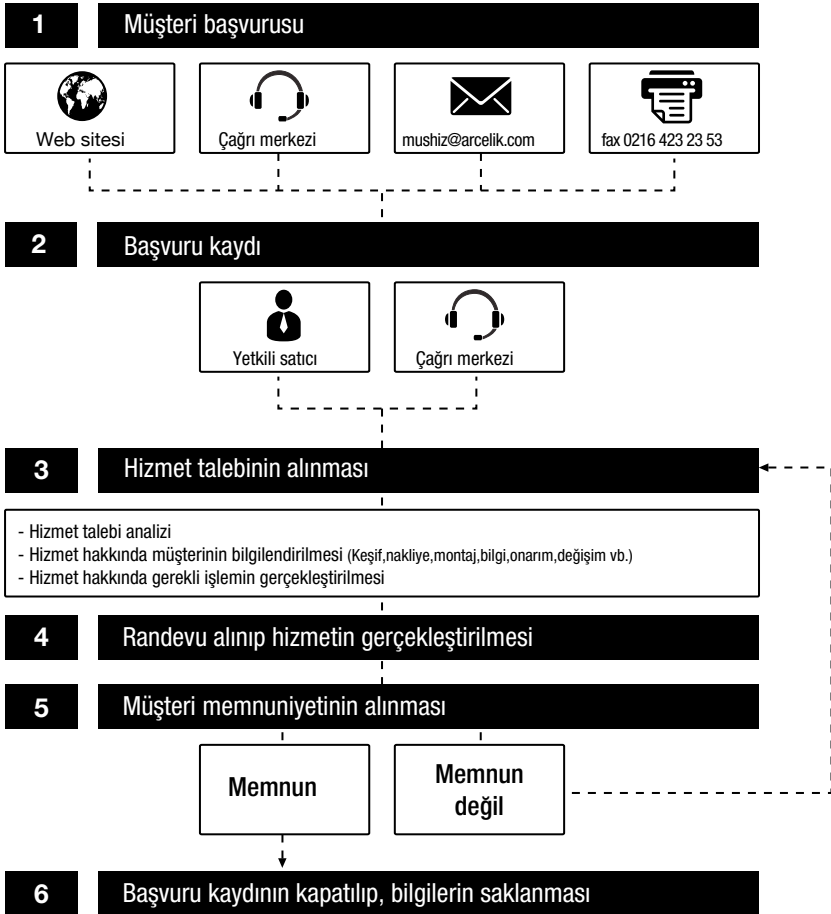 1 Müşteri başvurusu
Web sitesi
Çağrı merkezi
mushiz@arcelik.com
fax 0216 423 23 53
2 Başvuru kaydı
Yetkili satıcı
Çağrı merkezi
3 Hizmet talebinin alınması
- Hizmet talebi analizi
- Hizmet hakkında müşterinin bilgilendirilmesi (Keşif,nakliye,montaj,bilgi,onarım,değişim vb.)
- Hizmet hakkında gerekli işlemin gerçekleştirilmesi
4 Randevu alınıp hizmetin gerçekleştirilmesi
5 Müşteri memnuniyetinin alınması
Memnun
Memnun
değil
6 Başvuru kaydının kapatılıp, bilgilerin saklanması